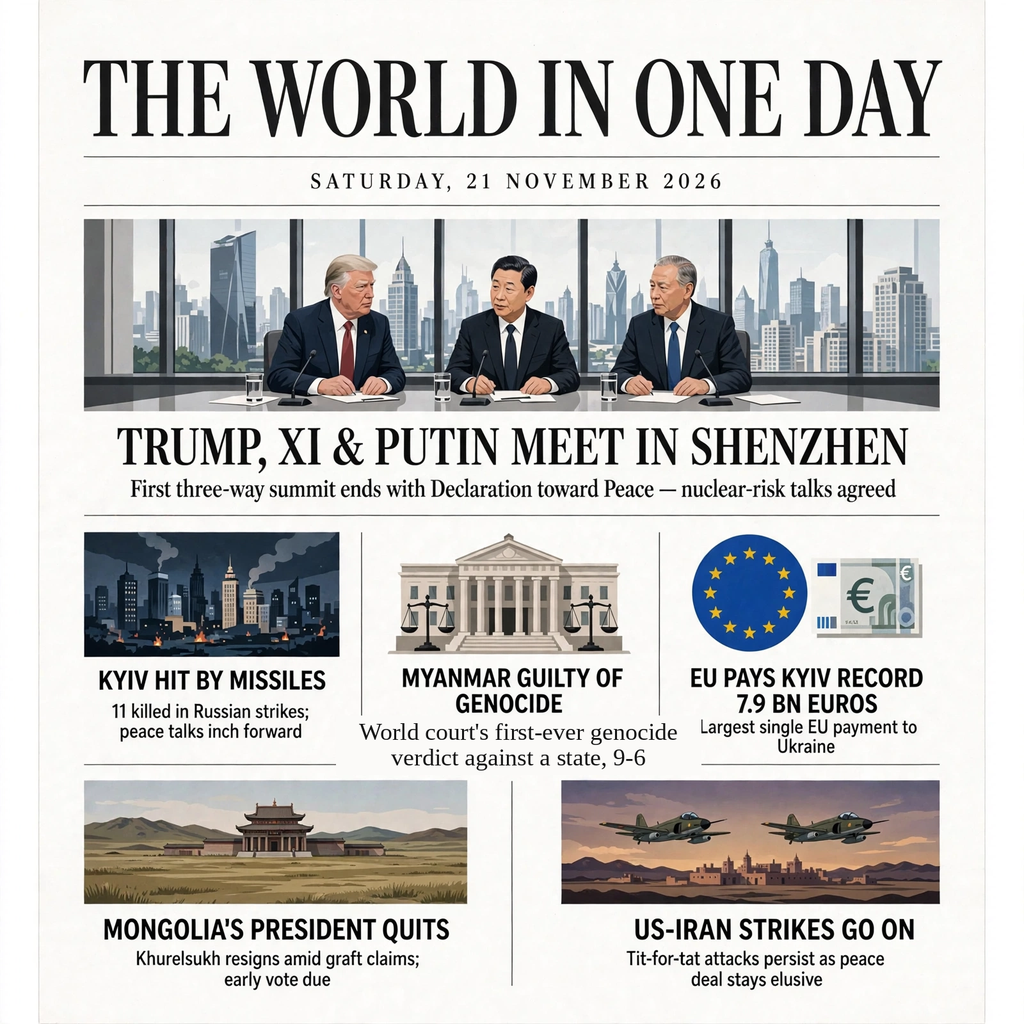 THE WORLD IN ONE DAY
SATURDAY, 21 NOVEMBER 2026
TRUMP, XI & PUTIN MEET IN SHENZHEN
First three-way summit ends with Declaration toward Peace — nuclear-risk talks agreed
KYIV HIT BY MISSILES
11 killed in Russian strikes;
peace talks inch forward
MYANMAR GUILTY OF
GENOCIDE
World court's first-ever genocide
verdict against a state, 9-6
€
€
EU PAYS KYIV RECORD
7.9 BN EUROS
Largest single EU payment to
Ukraine
MONGOLIA'S PRESIDENT QUITS
Khurelsukh resigns amid graft claims;
early vote due
US-IRAN STRIKES GO ON
Tit-for-tat attacks persist as peace
deal stays elusive